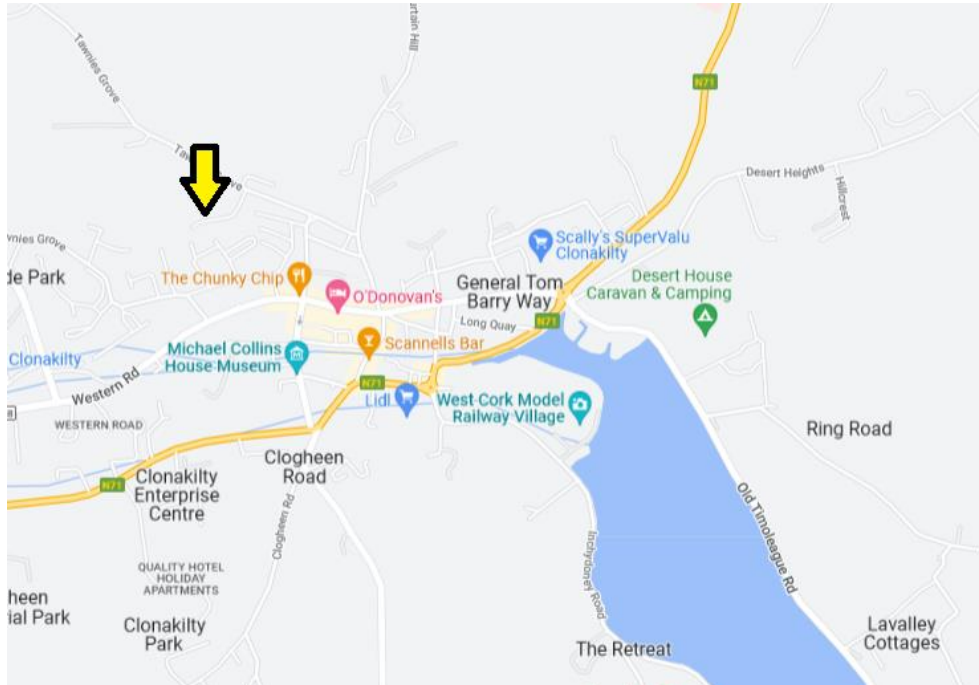 urtain Hill
Tawnies Grove
N71
Desert Heights
Hillcrest
wnies Grove
de Park
Scally's SuperValu
Clonakilty
The Chunky Chip
O'Donovan's
General Tom
Barry Way
Desert House
Caravan & Camping
Long Quay
N71
Clonakilty
Michael Collins
House Museum
Scannells Bar
N71
Western Rd
Lidl
West Cork Model
Railway Village
WESTERN ROAD
Ring Road
Clogheen
Road
Clonakilty
Enterprise
Centre
N71
Clogheen Rd
Old Timoleague Rd
Inchydoney Road
QUALITY HOTEL
HOLIDAY
APARTMENTS
heen
ial Park
Clonakilty
Park
The Retreat
Lavalley
Cottages